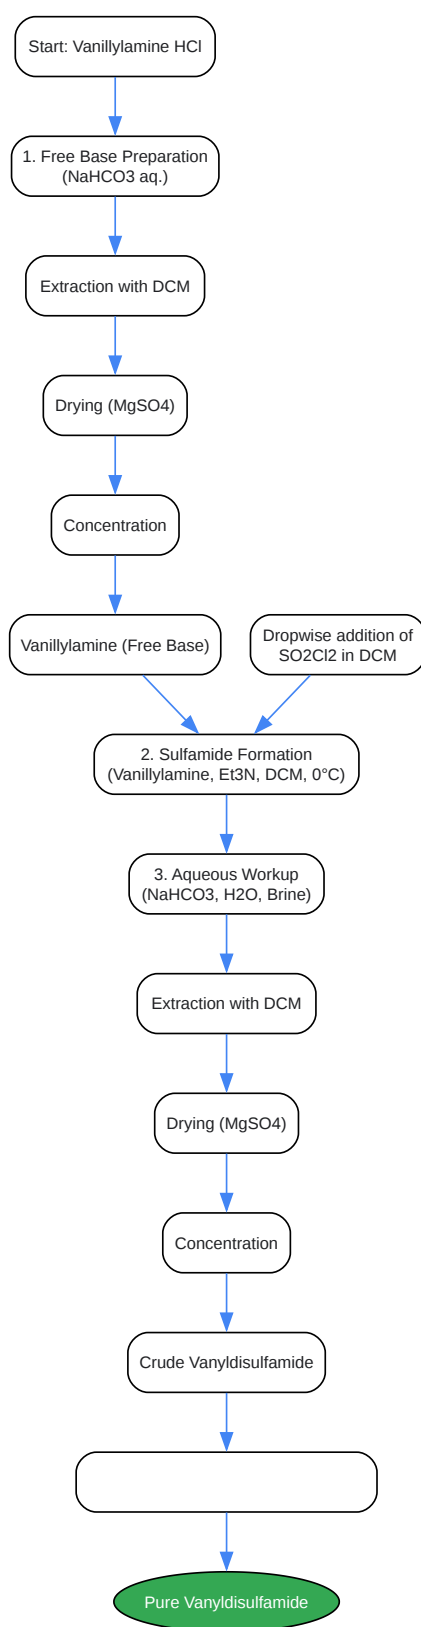 Start: Vanillylamine HCl
1. Free Base Preparation
(NaHCO3 aq.)
Extraction with DCM
Drying (MgSO4)
Concentration
Vanillylamine (Free Base)
Dropwise addition of
SO2Cl2 in DCM
2. Sulfamide Formation
(Vanillylamine, Et3N, DCM, 0°C)
3. Aqueous Workup
(NaHCO3, H2O, Brine)
Extraction with DCM
Drying (MgSO4)
Concentration
Crude Vanyldisulfamide
Pure Vanyldisulfamide